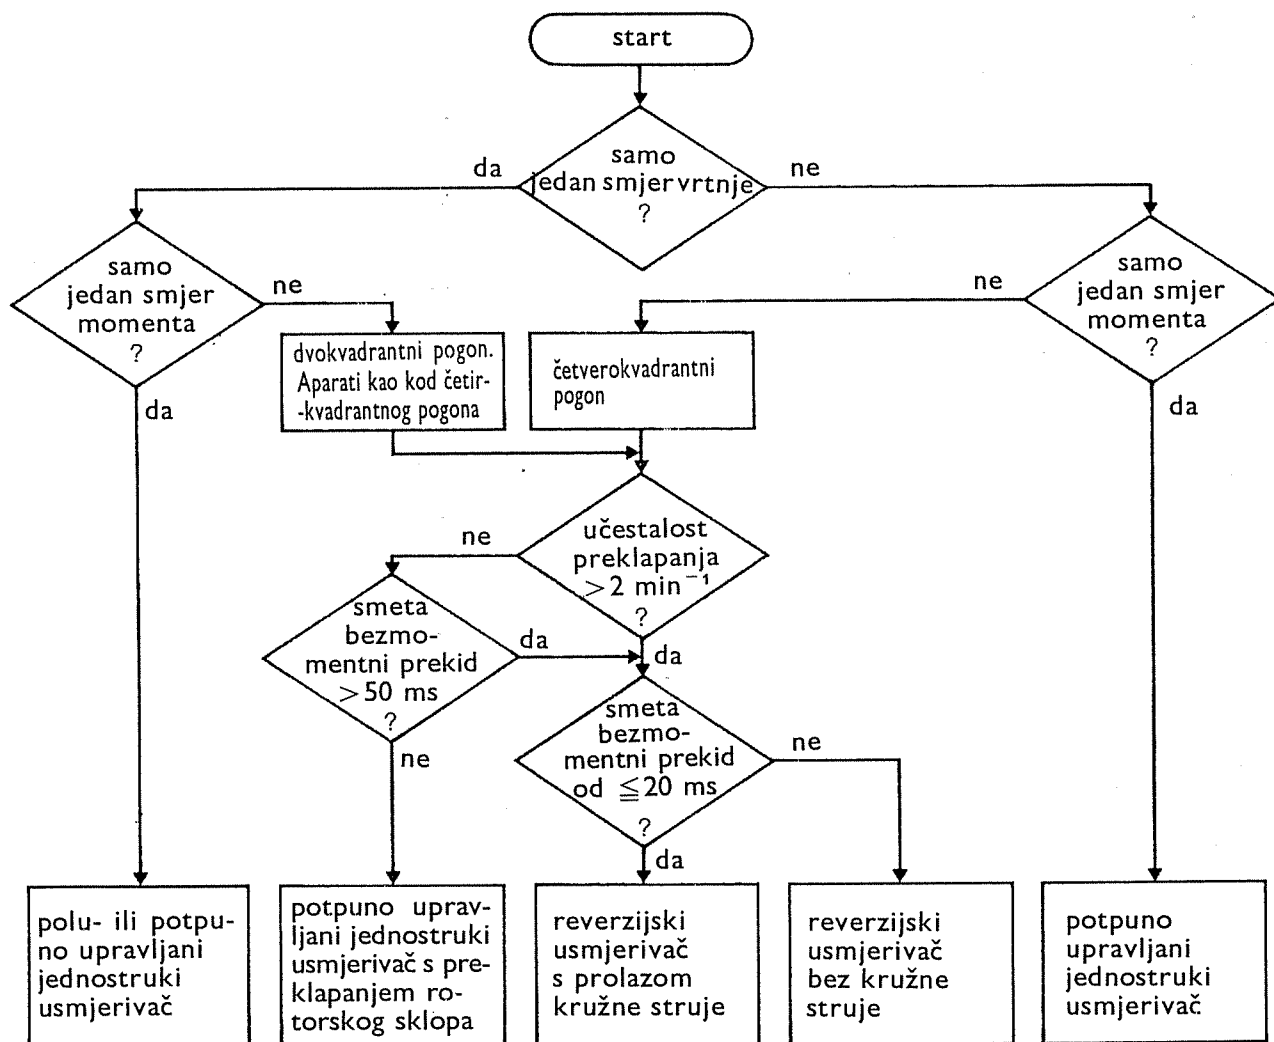 start
samo
jedan smjer vrtnje
?
da
ne
samo
jedan smjer
momenta
?
ne
da
samo
jedan smjer
momenta
?
ne
da
dvokvadrantni pogon.
Aparati kao kod četir-
-kvadrantnog pogona
četverokvadrantni
pogon
učestalost
preklapanja
>2 min⁻¹
?
ne
da
smeta
bezmo-
mentni prekid
>50 ms
?
da
ne
smeta
bezmo-
mentni prekid
od ≦20 ms
?
ne
da
polu- ili potpu-
no upravljani
jednostruki
usmjerivač
potpuno uprav-
ljani jednostruki
usmjerivač s pre-
klapanjem ro-
torskog sklopa
reverzijski
usmjerivač
s prolazom
kružne struje
reverzijski
usmjerivač
bez kružne
struje
potpuno
upravljani
jednostruki
usmjerivač